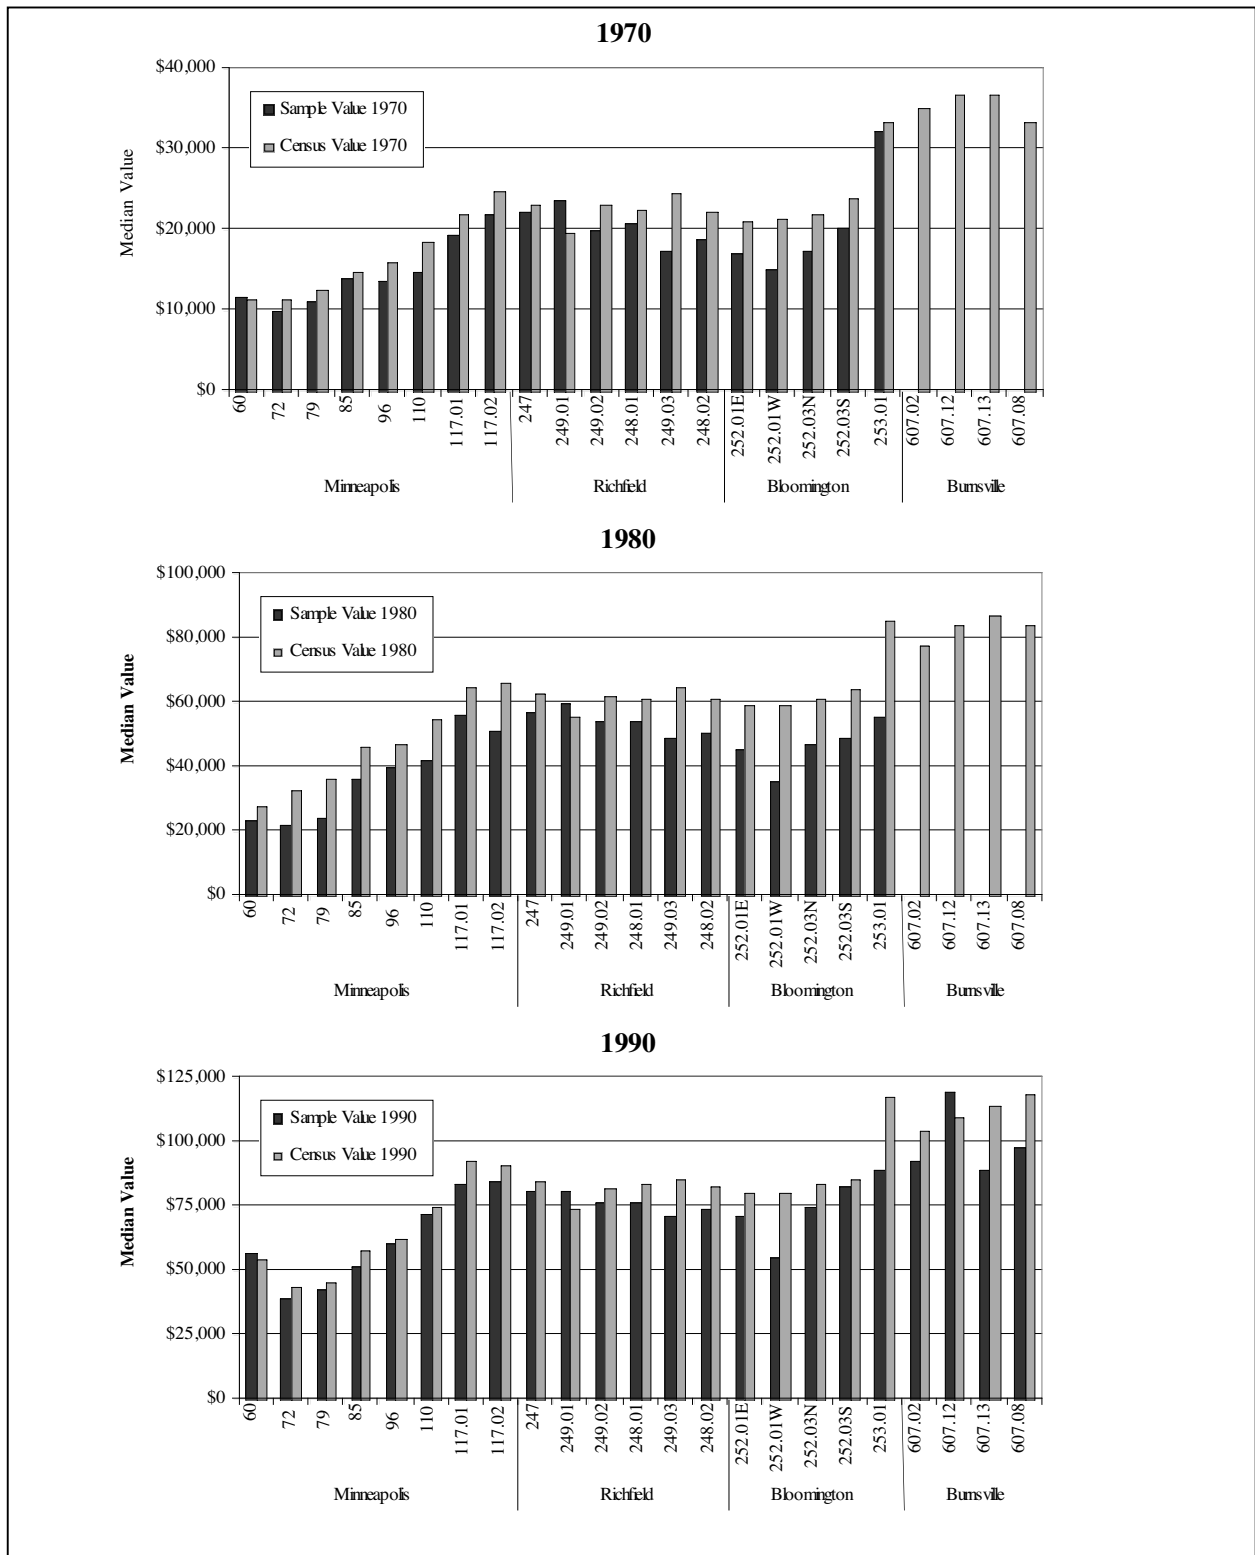 1970
$40,000
$30,000
$20,000
$10,000
$0
Median Value
Sample Value 1970
Census Value 1970
60
72
79
85
96
110
117.01
117.02
247
249.01
249.02
248.01
249.03
248.02
252.01E
252.01W
252.03N
252.03S
253.01
607.02
607.12
607.13
607.08
Minneapolis
Richfield
Bloomington
Burnsville
1980
$100,000
$80,000
$60,000
$40,000
$20,000
$0
Median Value
Sample Value 1980
Census Value 1980
60
72
79
85
96
110
117.01
117.02
247
249.01
249.02
248.01
249.03
248.02
252.01E
252.01W
252.03N
252.03S
253.01
607.02
607.12
607.13
607.08
Minneapolis
Richfield
Bloomington
Burnsville
1990
$125,000
$100,000
$75,000
$50,000
$25,000
$0
Median Value
Sample Value 1990
Census Value 1990
60
72
79
85
96
110
117.01
117.02
247
249.01
249.02
248.01
249.03
248.02
252.01E
252.01W
252.03N
252.03S
253.01
607.02
607.12
607.13
607.08
Minneapolis
Richfield
Bloomington
Burnsville